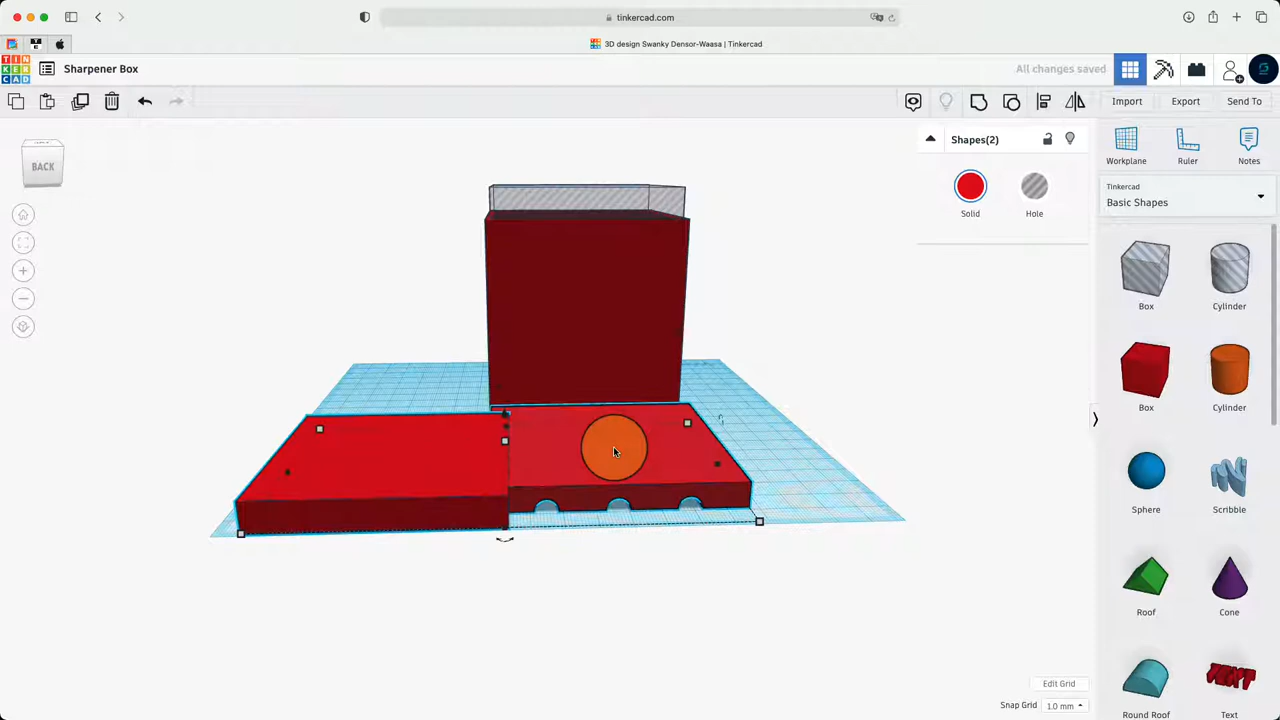 tinkercad.com
3D design Swanky Densor-Waasa | Tinkercad
TIN
KER
CAD
Sharpener Box
All changes saved
Import
Export
Send To
BACK
Shapes(2)
Solid
Hole
Workplane
Ruler
Notes
Tinkercad
Basic Shapes
Box
Cylinder
Box
Cylinder
Sphere
Scribble
Roof
Cone
TEXT
Round Roof
Text
Edit Grid
Snap Grid
1.0 mm